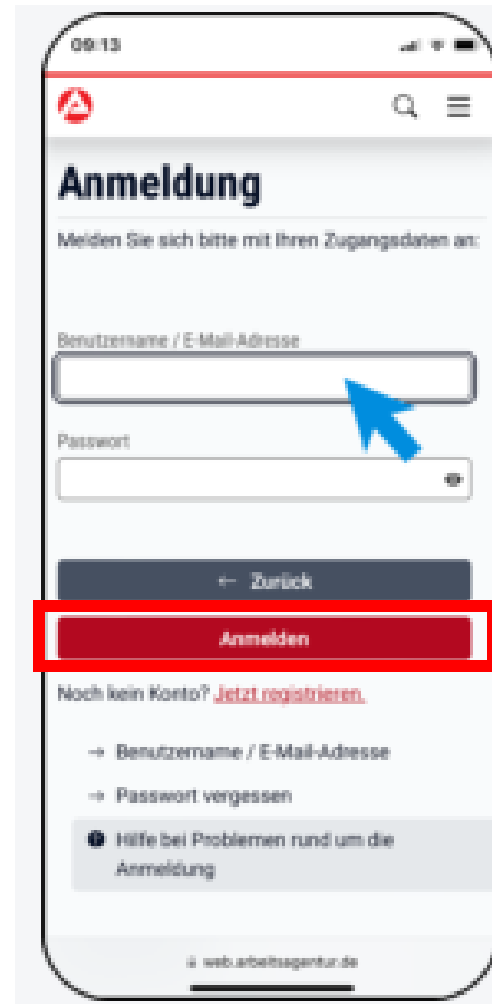 09:13
Anmeldung
Melden Sie sich bitte mit Ihren Zugangsdaten an:
Benutzername / E-Mail-Adresse
Passwort
← Zurück
Anmelden
Noch kein Konto? Jetzt registrieren.
→ Benutzername / E-Mail-Adresse
→ Passwort vergessen
Hilfe bei Problemen rund um die
Anmeldung
web.arbeitsagentur.de